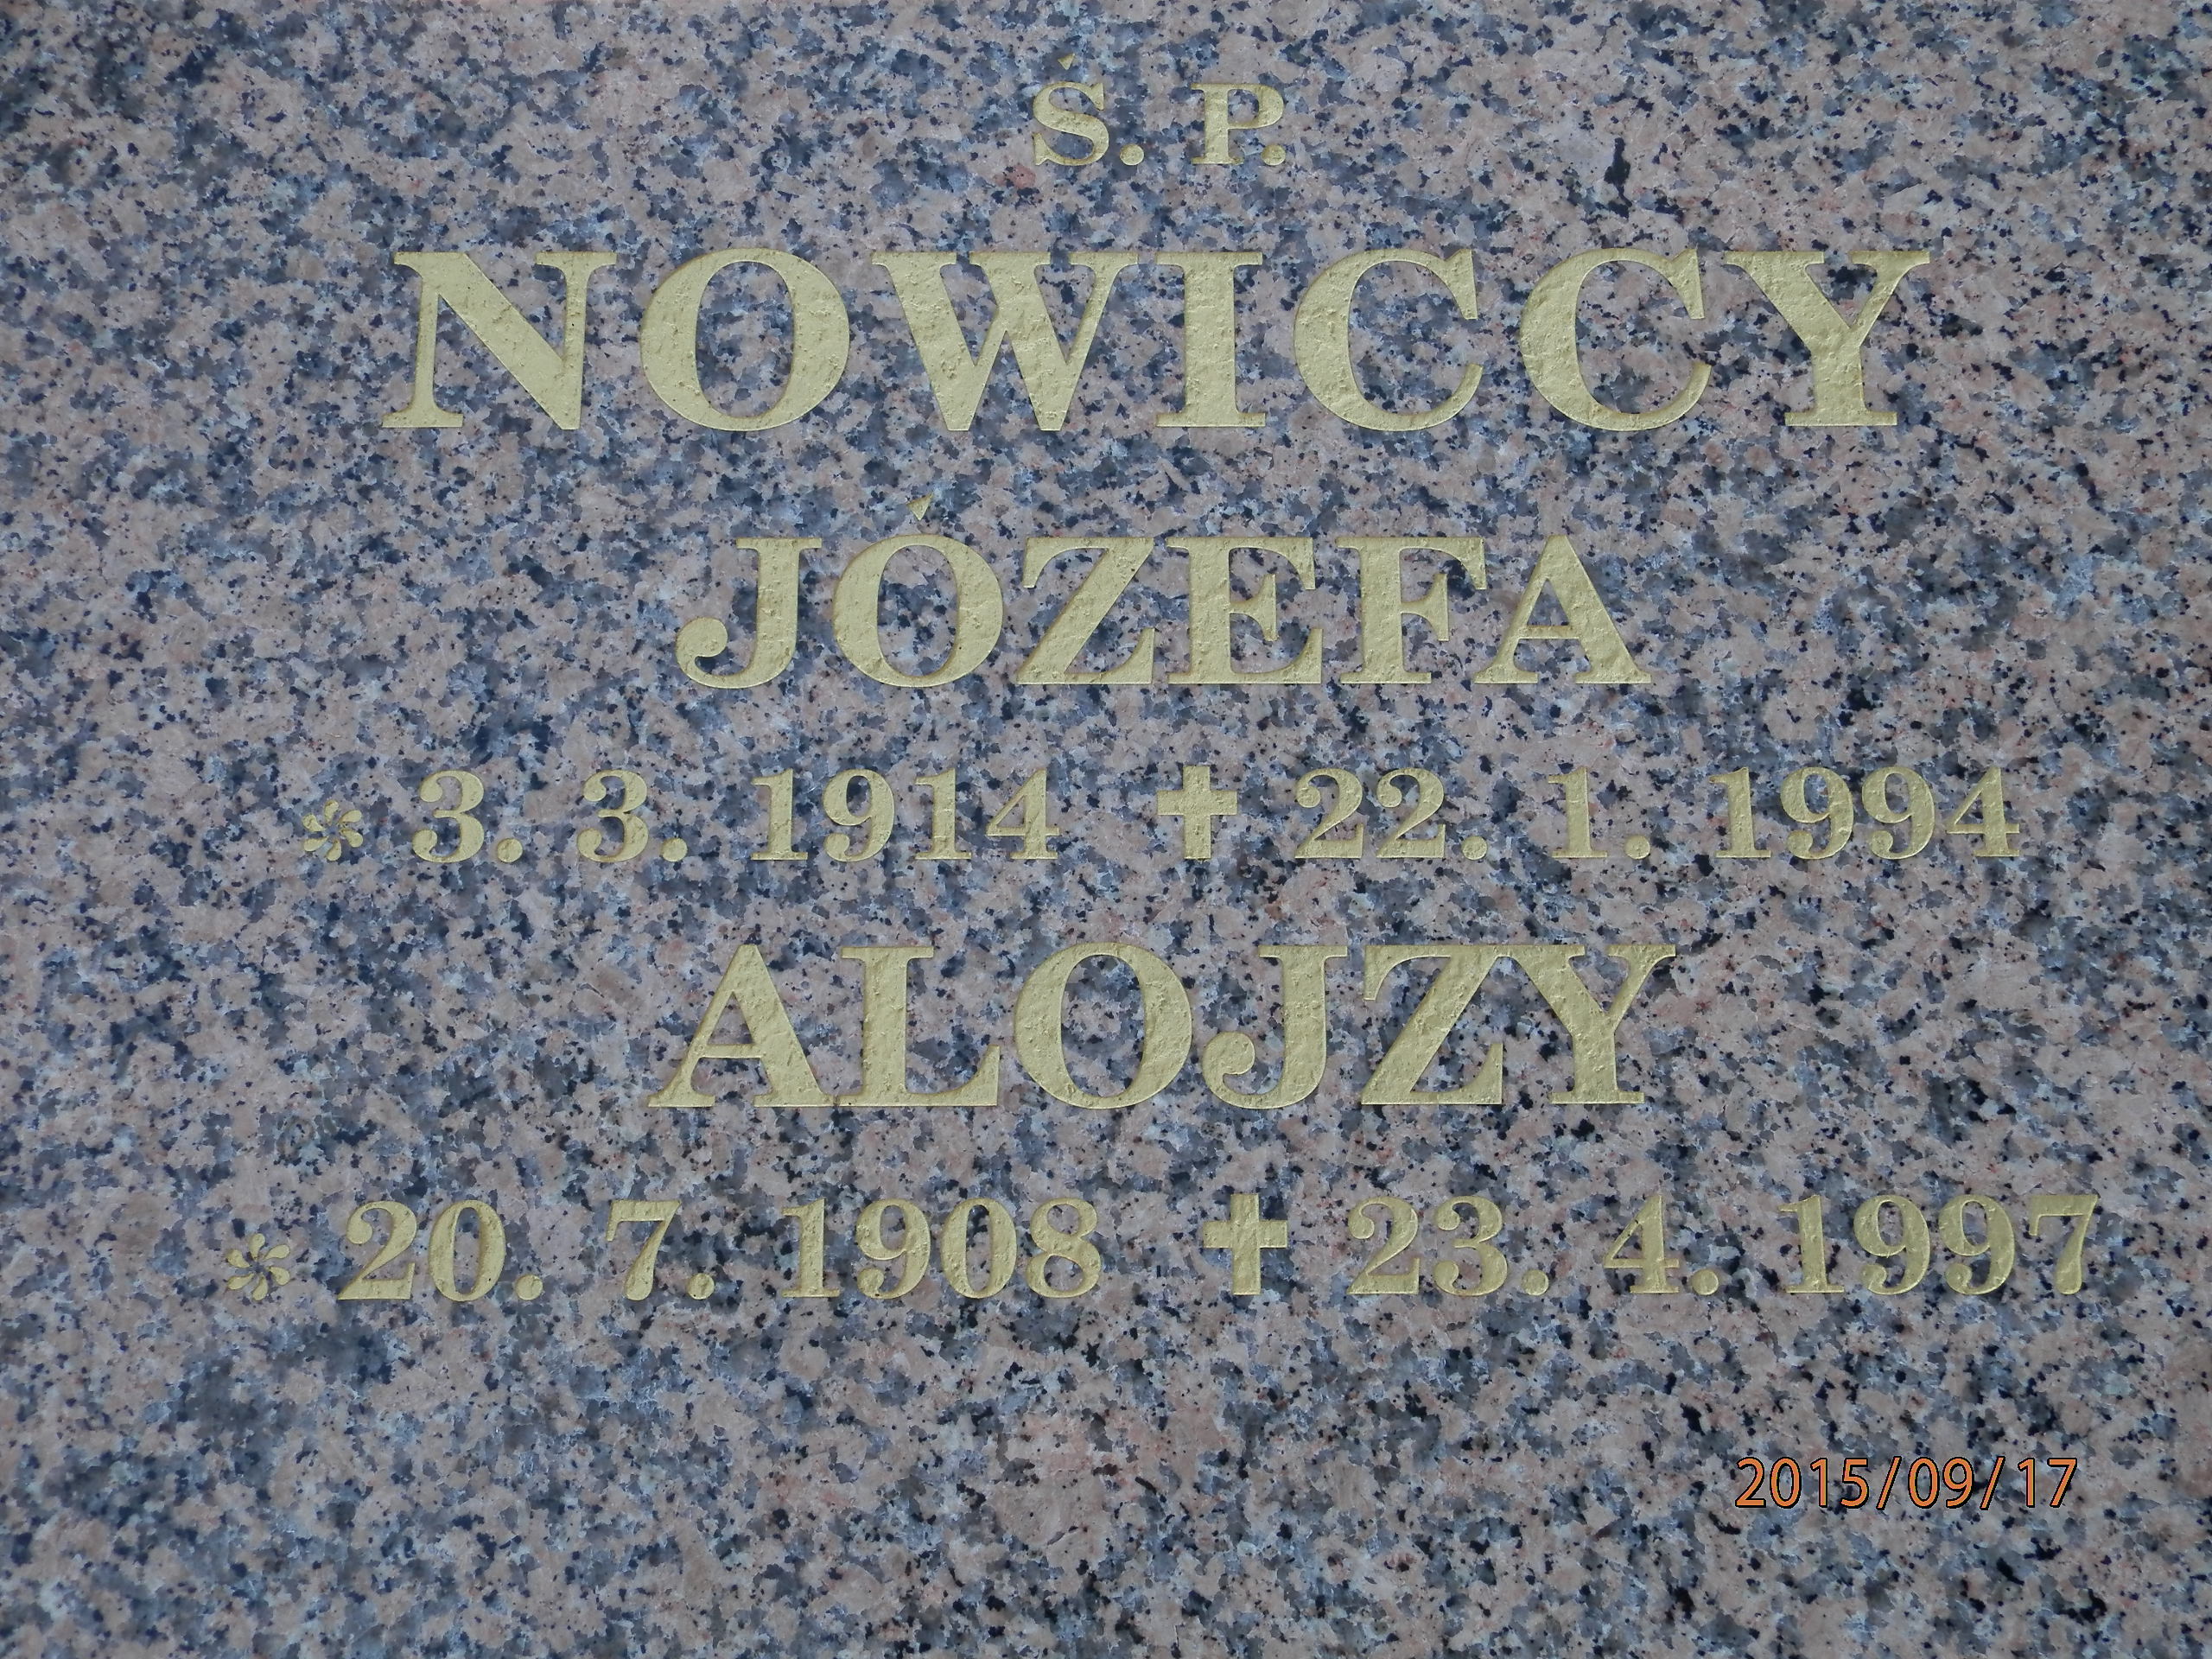 Ś. P.
NOWICCY
JÓZEFA
* 3. 3. 1914 ✝ 22. 1. 1994
ALOJZY
* 20. 7. 1908 ✝ 23. 4. 1997
2015/09/17